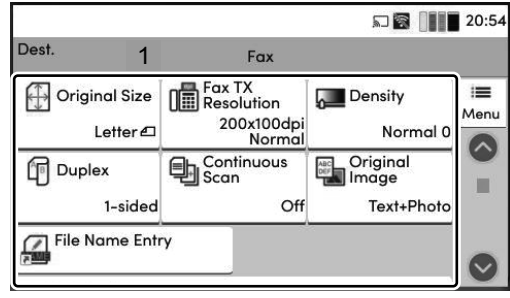 20:54
Dest. 1 Fax
Original Size
Letter
Fax TX
Resolution
200x100dpi
Normal
Density
Normal 0
Menu
Duplex
1-sided
Continuous
Scan
Off
Original
Image
Text+Photo
File Name Entry